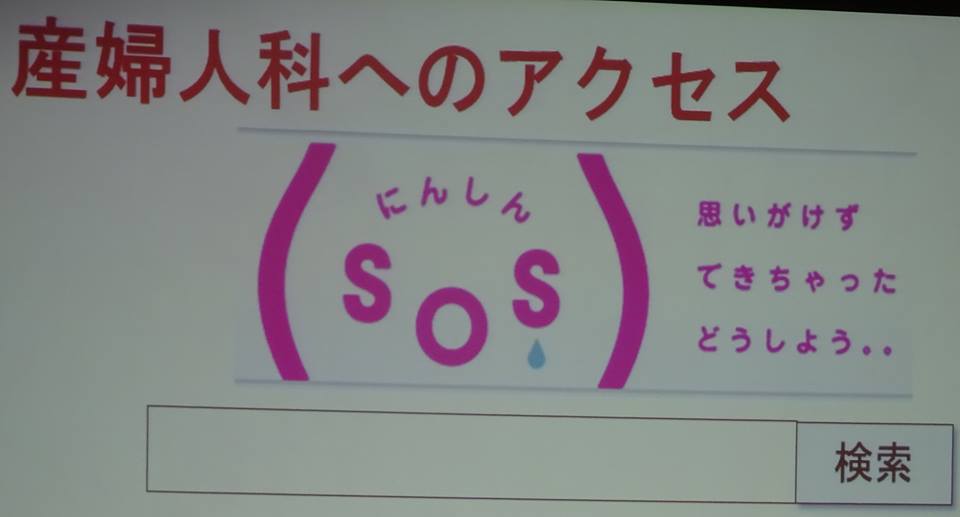 産婦人科へのアクセス
にんしん
SOS
思いがけず
てきちゃった
どうしよう..
検索